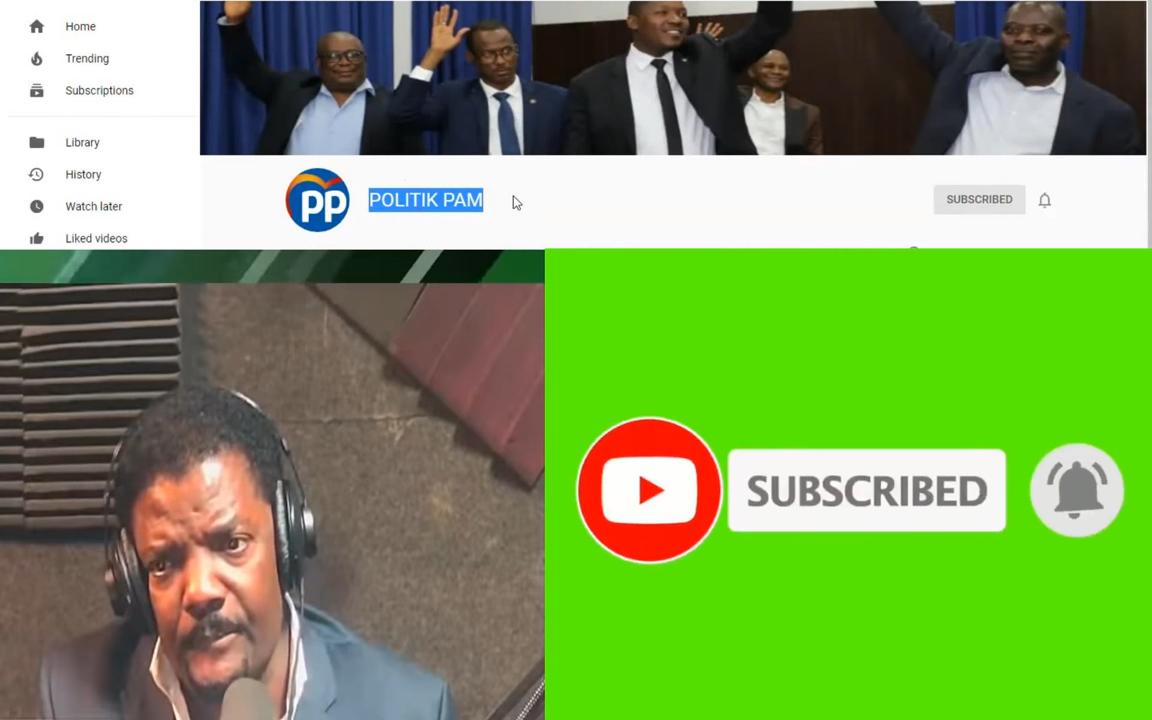 Home
Trending
Subscriptions
Library
History
Watch later
Liked videos
pp
POLITIK PAM
SUBSCRIBED
SUBSCRIBED